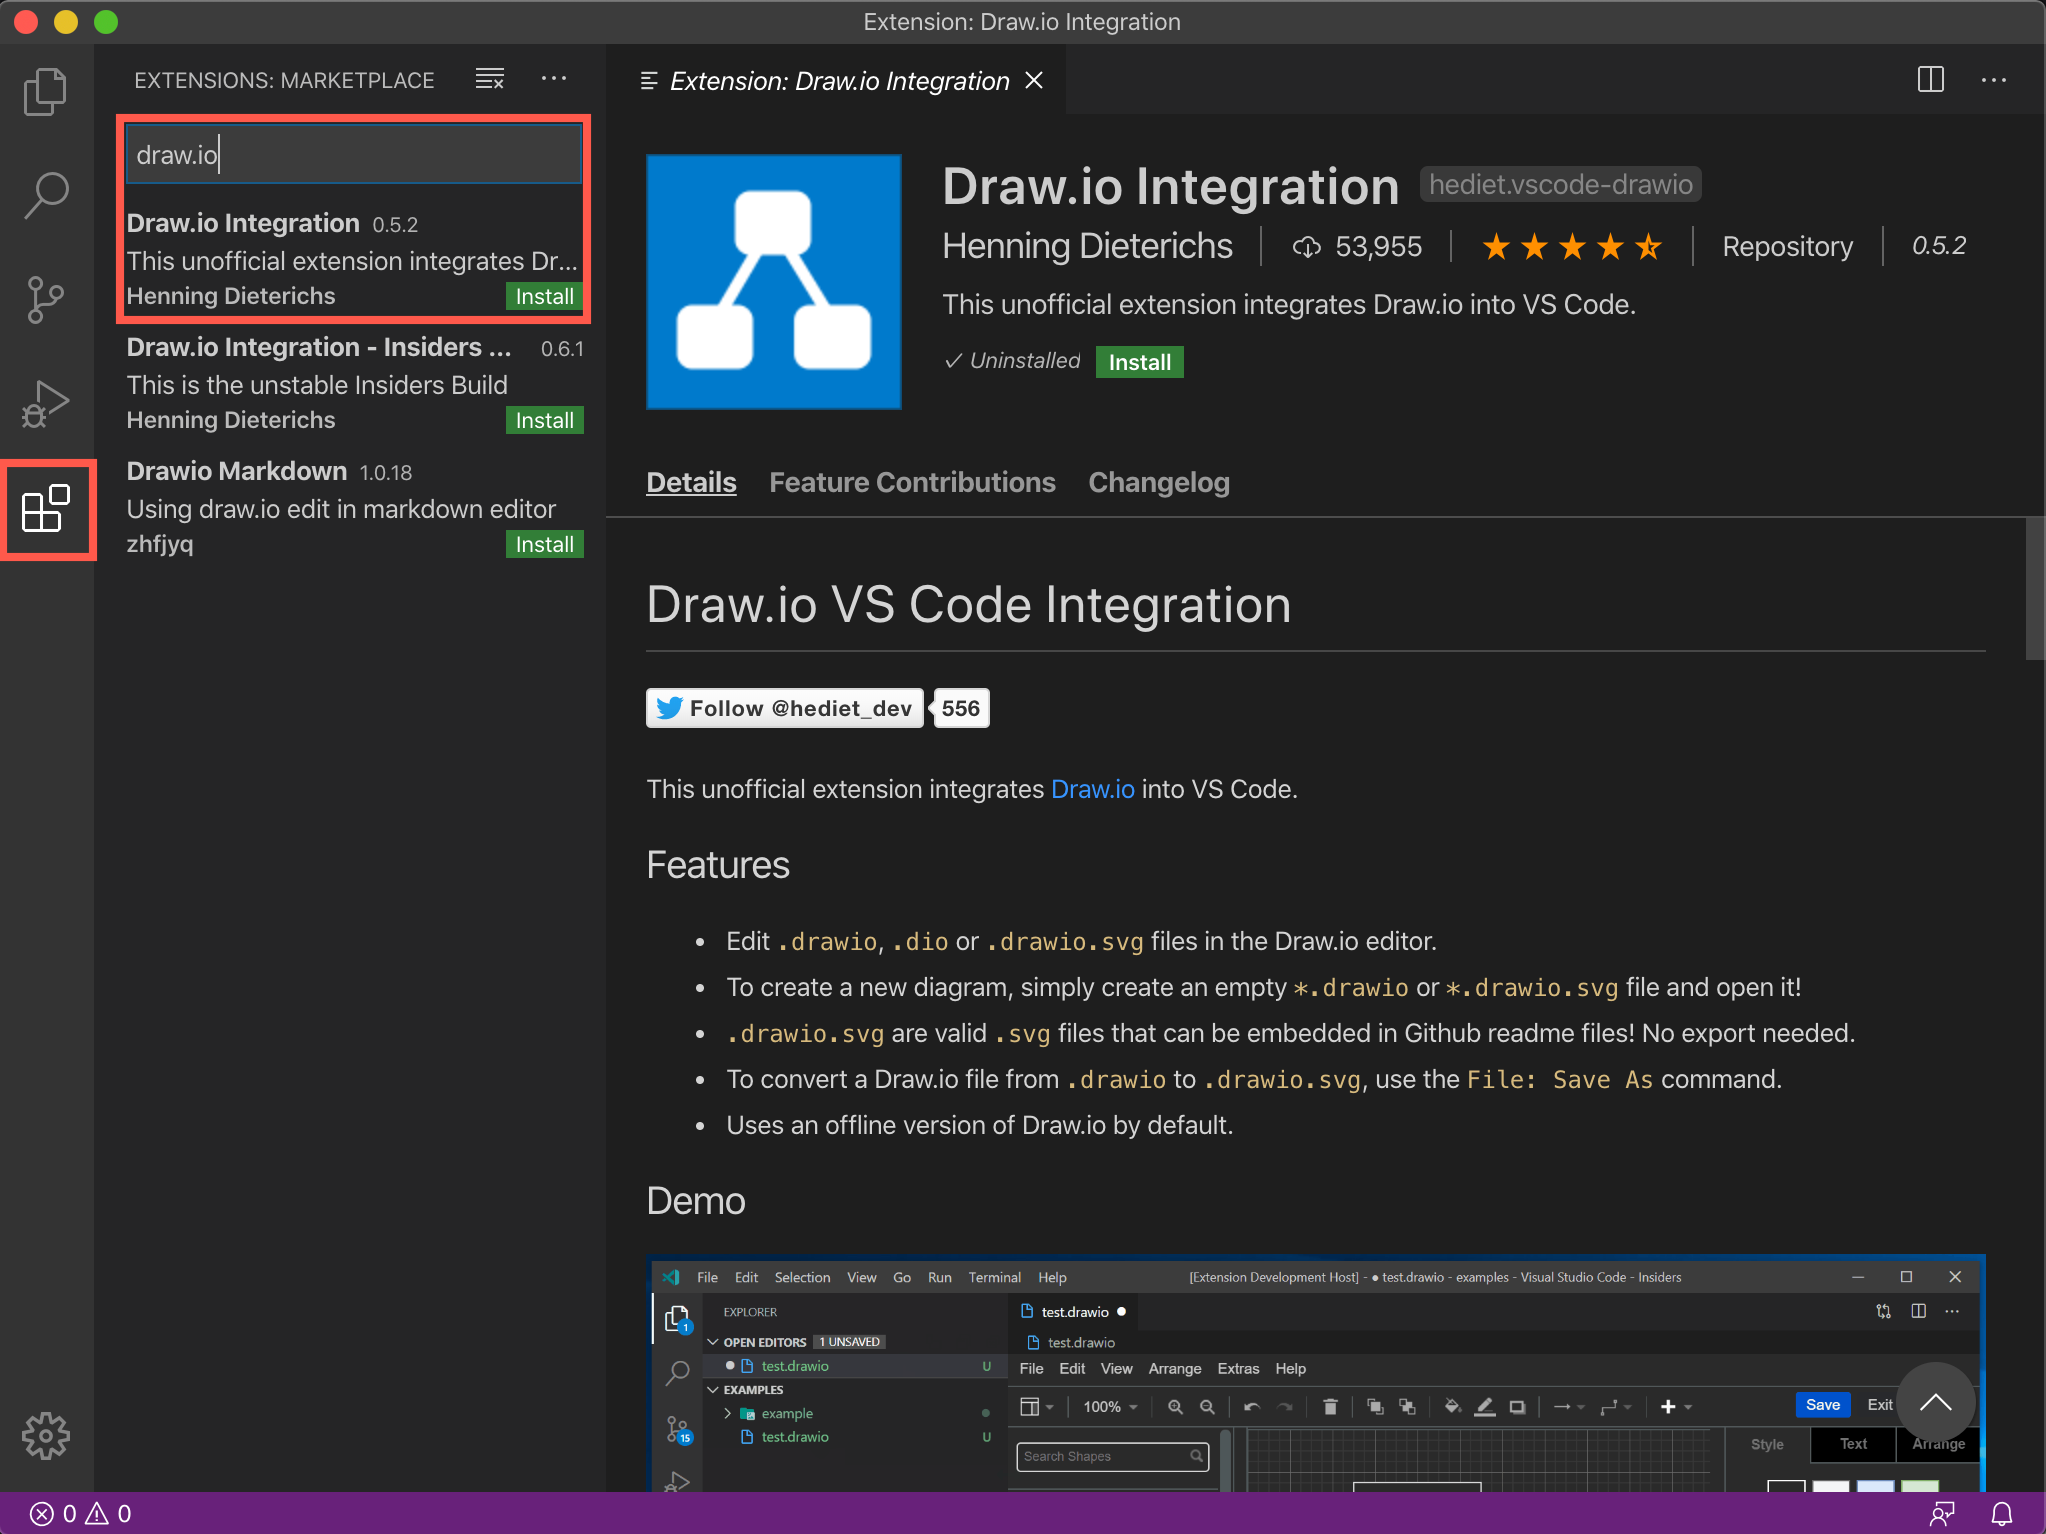 Extension: Draw.io Integration
EXTENSIONS: MARKETPLACE
draw.io
Draw.io Integration 0.5.2
This unofficial extension integrates Dr...
Henning Dieterichs Install
Draw.io Integration - Insiders ... 0.6.1
This is the unstable Insiders Build
Henning Dieterichs Install
Drawio Markdown 1.0.18
Using draw.io edit in markdown editor
zhfjyq Install
Extension: Draw.io Integration
Draw.io Integration hediet.vscode-drawio
Henning Dieterichs 53,955 Repository 0.5.2
This unofficial extension integrates Draw.io into VS Code.
Uninstalled Install
Details Feature Contributions Changelog
Draw.io VS Code Integration
Follow @hediet_dev 556
This unofficial extension integrates Draw.io into VS Code.
Features
• Edit .drawio, .dio or .drawio.svg files in the Draw.io editor.
• To create a new diagram, simply create an empty *.drawio or *.drawio.svg file and open it!
• .drawio.svg are valid .svg files that can be embedded in Github readme files! No export needed.
• To convert a Draw.io file from .drawio to .drawio.svg, use the File: Save As command.
• Uses an offline version of Draw.io by default.
Demo
File Edit Selection View Go Run Terminal Help [Extension Development Host] - ● test.drawio - examples - Visual Studio Code - Insiders
1
EXPLORER
OPEN EDITORS 1 UNSAVED
test.drawio U
EXAMPLES
example
test.drawio U
15
test.drawio
test.drawio
File Edit View Arrange Extras Help
100% Save Exit
Search Shapes
Style Text Arrange
0 0